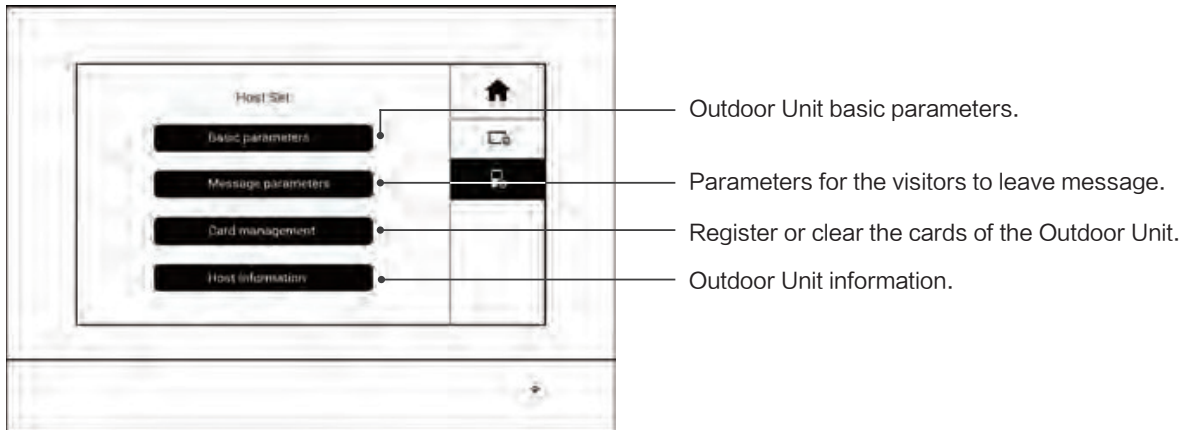 Host Set
Basic parameters
Message parameters
Card management
Host information
Outdoor Unit basic parameters.
Parameters for the visitors to leave message.
Register or clear the cards of the Outdoor Unit.
Outdoor Unit information.